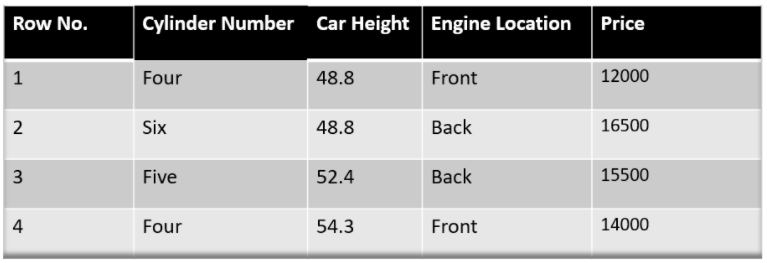 Row No. Cylinder Number Car Height Engine Location Price
1 Four 48.8 Front 12000
2 Six 48.8 Back 16500
3 Five 52.4 Back 15500
4 Four 54.3 Front 14000